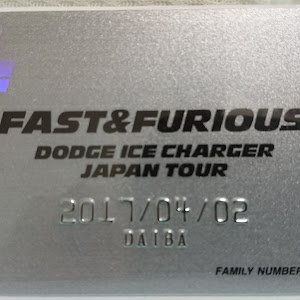 FAST&FURIOUS
DODGE ICE CHARGER
JAPAN TOUR
2017/04/02
DAIBA
FAMILY NUMBER